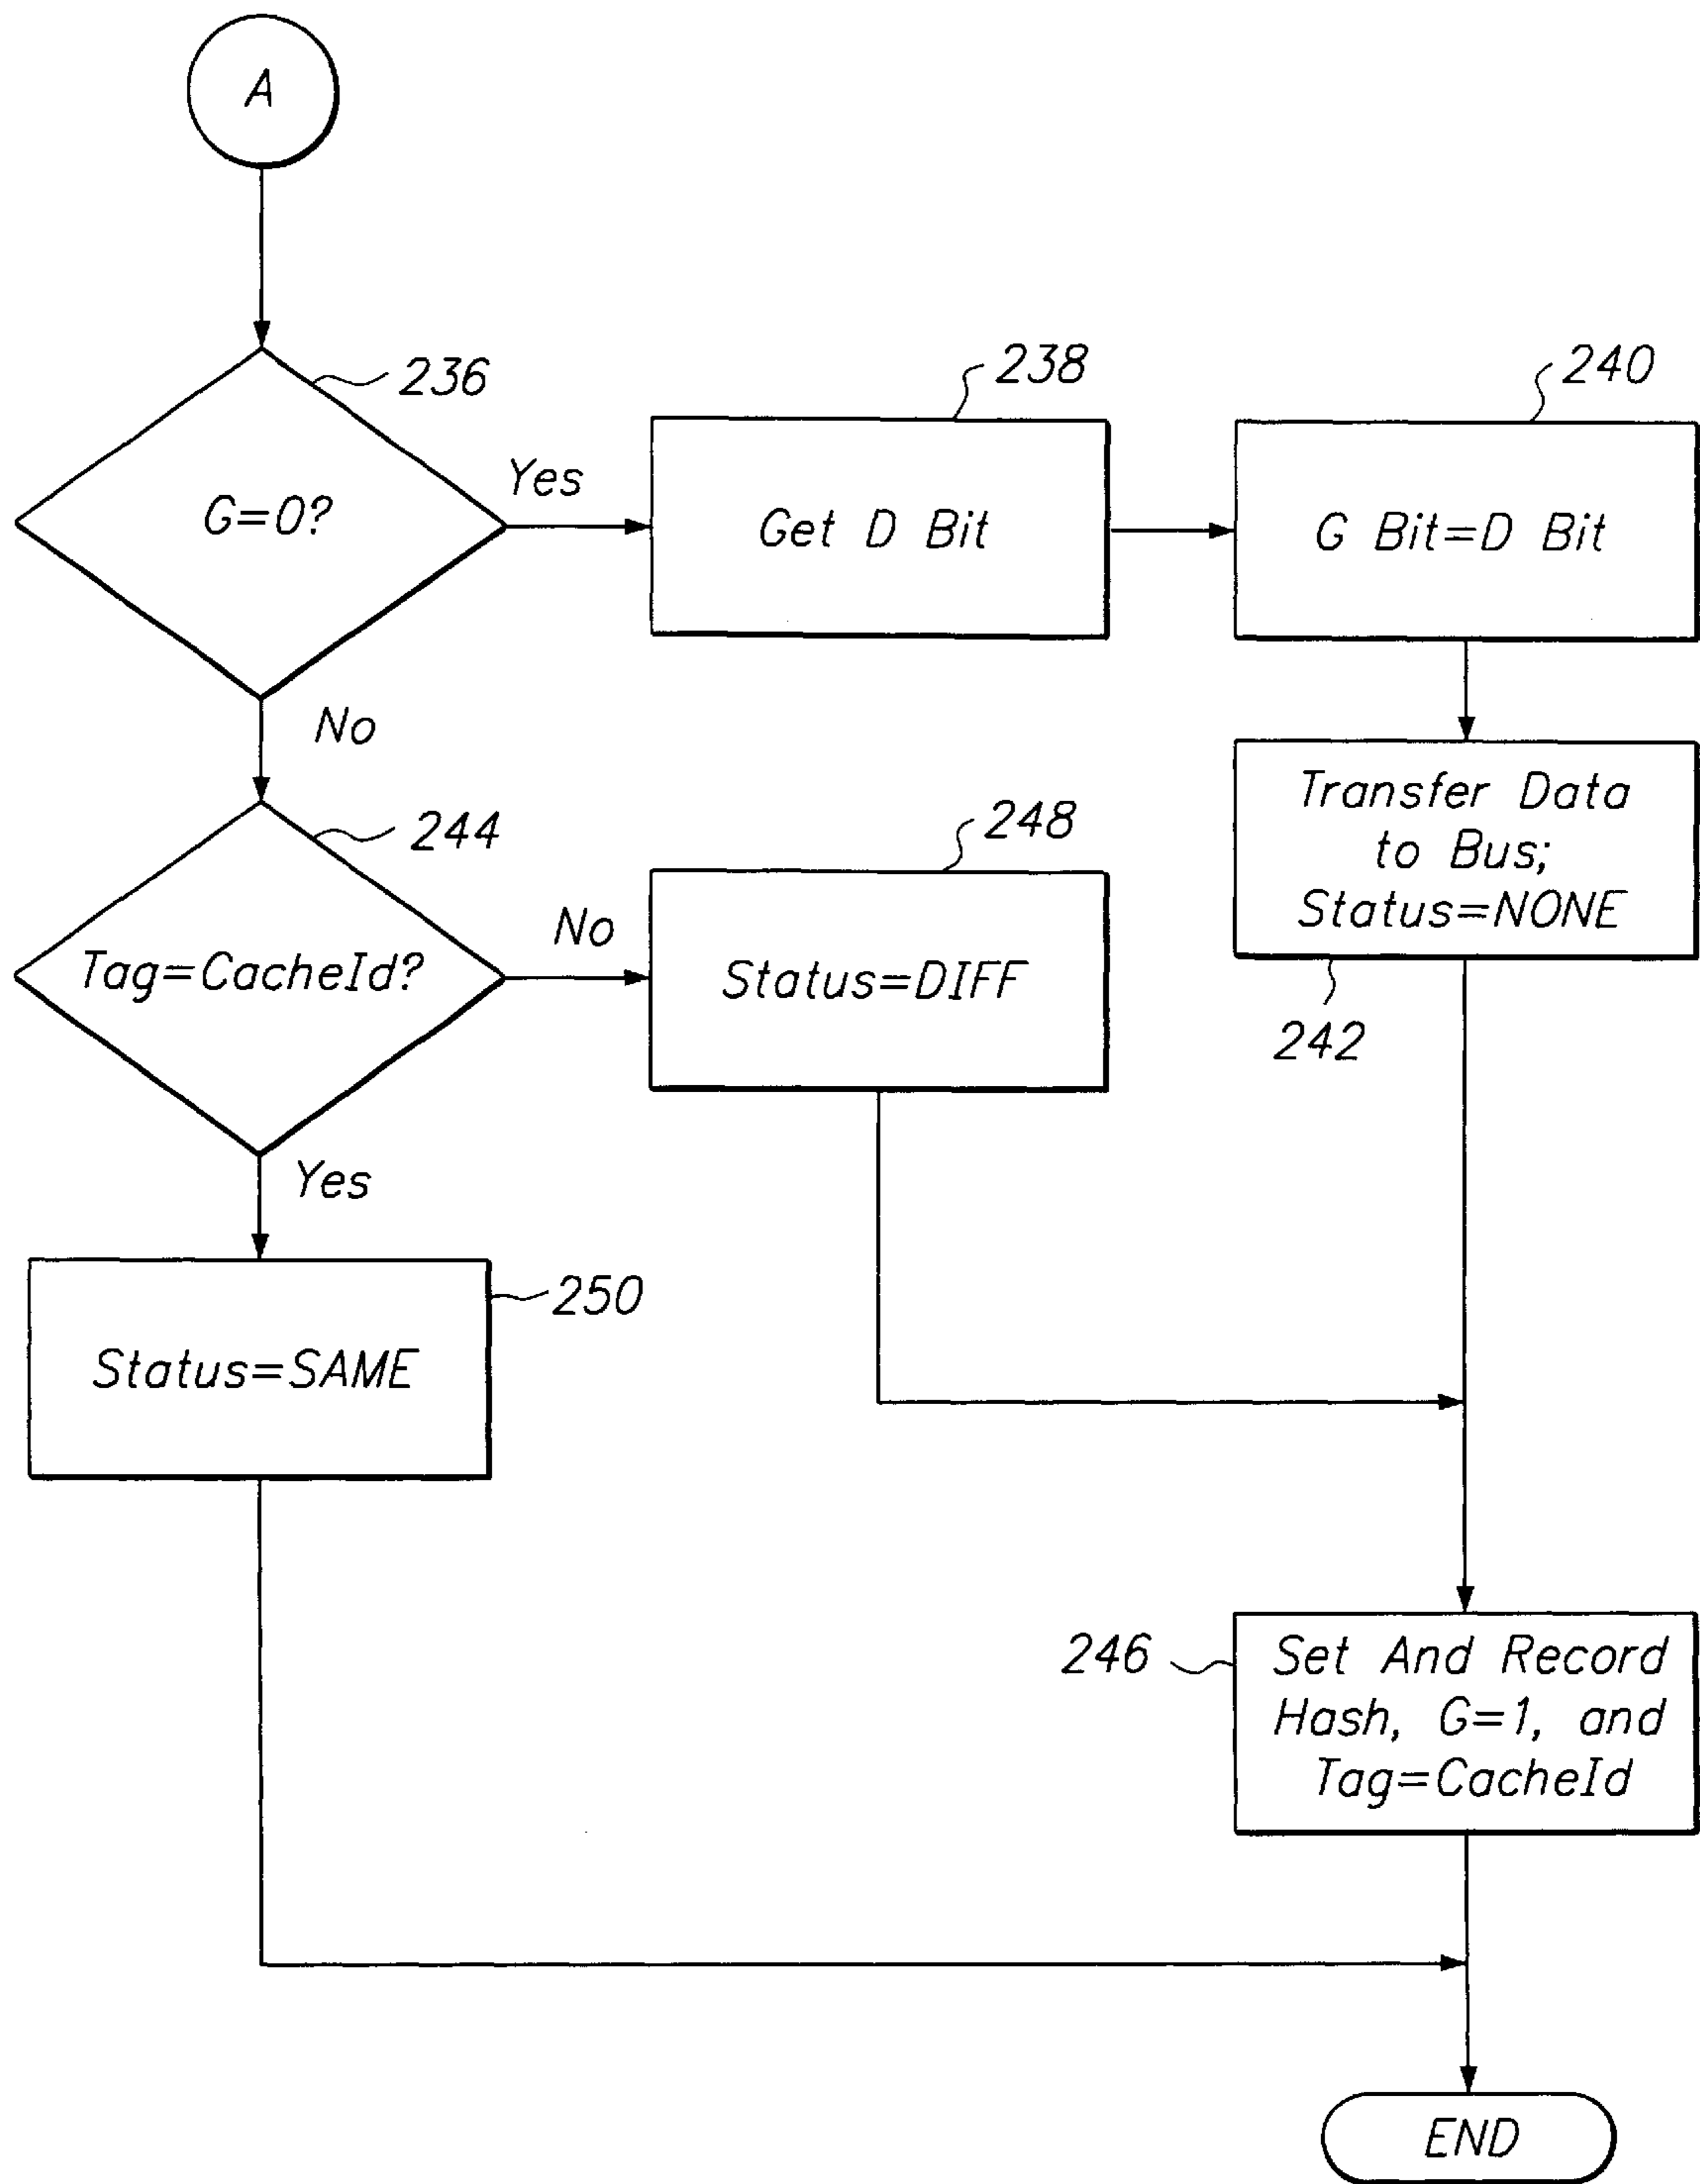 A
236
G=0?
Yes
238
Get D Bit
240
G Bit=D Bit
No
Transfer Data
to Bus;
Status=NONE
242
244
Tag=CacheId?
No
248
Status=DIFF
Yes
250
Status=SAME
246
Set And Record
Hash, G=1, and
Tag=CacheId
END